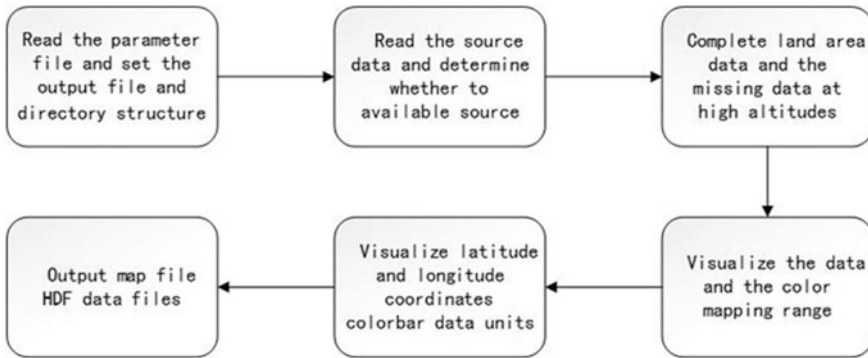 Read the parameter
file and set the
output file and
directory structure
Read the source
data and determine
whether to
available source
Complete land area
data and the
missing data at
high altitudes
Visualize the data
and the color
mapping range
Visualize latitude
and longitude
coordinates
colorbar data units
Output map file
HDF data files